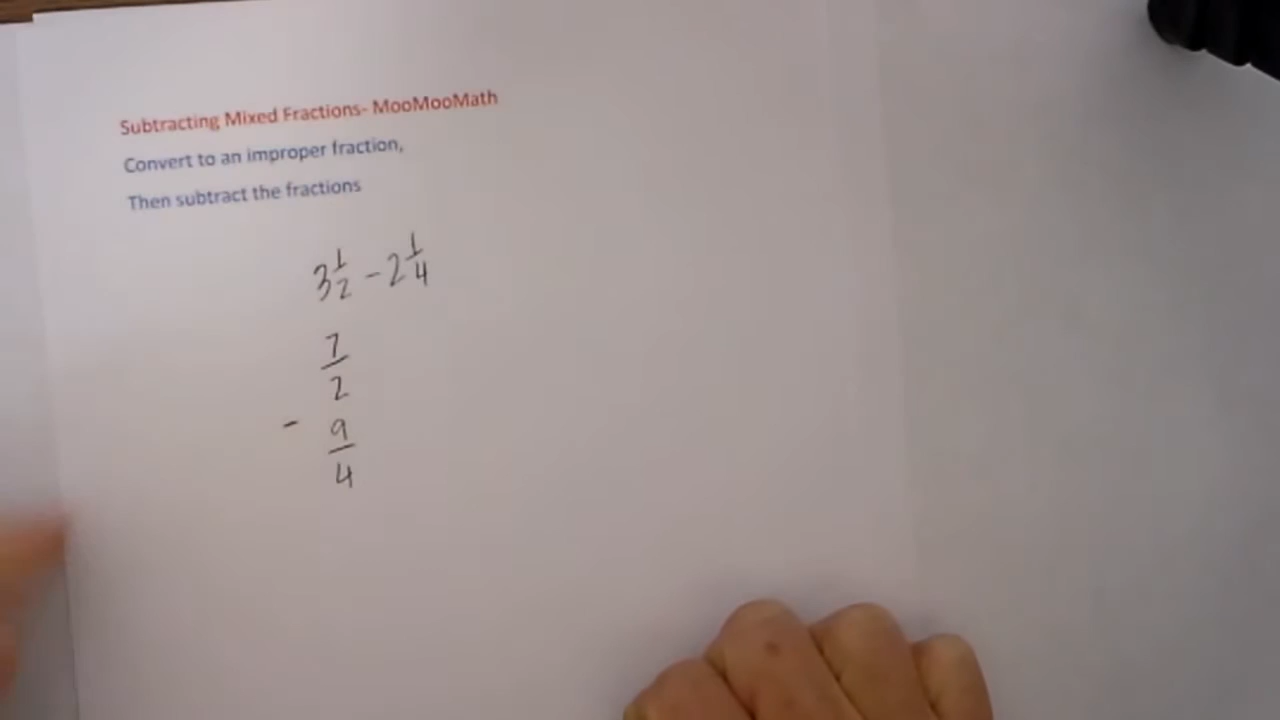 Subtracting Mixed Fractions- MooMooMath
Convert to an improper fraction,
Then subtract the fractions
3 1/2 - 2 1/4
7/2
- 9/4